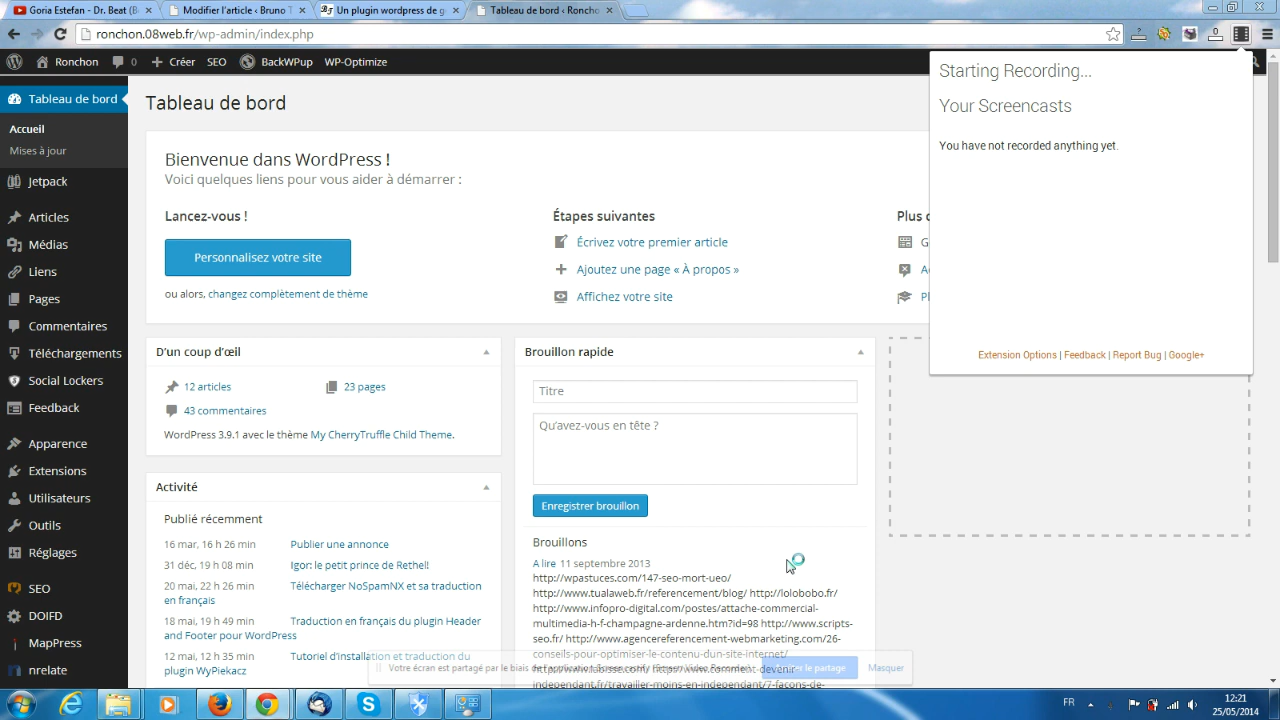 Goria Estefan - Dr. Beat (B
Modifier l'article ‹ Bruno T
Un plugin wordpress de g
Tableau de bord ‹ Roncho
ronchon.08web.fr/wp-admin/index.php
Ronchon
0
Créer
SEO
BackWPup
WP-Optimize
Starting Recording...
Your Screencasts
You have not recorded anything yet.
Extension Options | Feedback | Report Bug | Google+
Tableau de bord
Accueil
Mises à jour
Jetpack
Articles
Médias
Liens
Pages
Commentaires
Téléchargements
Social Lockers
Feedback
Apparence
Extensions
Utilisateurs
Outils
Réglages
SEO
DOIFD
MapPress
nrelate
Tableau de bord
Bienvenue dans WordPress !
Voici quelques liens pour vous aider à démarrer :
Lancez-vous !
Personnalisez votre site
ou alors, changez complètement de thème
Étapes suivantes
Écrivez votre premier article
Ajoutez une page « À propos »
Affichez votre site
Plus
D'un coup d'œil
12 articles
23 pages
43 commentaires
WordPress 3.9.1 avec le thème My CherryTruffle Child Theme.
Activité
Publié récemment
16 mar, 16 h 26 min Publier une annonce
31 déc, 19 h 08 min Igor: le petit prince de Rethel!
20 mai, 22 h 26 min Télécharger NoSpamNX et sa traduction
en français
18 mai, 19 h 49 min Traduction en français du plugin Header
and Footer pour WordPress
12 mai, 12 h 35 min Tutoriel d'installation et traduction du
plugin WyPiekacz
Brouillon rapide
Titre
Qu'avez-vous en tête ?
Enregistrer brouillon
Brouillons
A lire 11 septembre 2013
http://wpastuces.com/147-seo-mort-ueo/
http://www.tualaweb.fr/referencement/blog/ http://lolobobo.fr/
http://www.infopro-digital.com/postes/attache-commercial-
multimedia-h-f-champagne-ardenne.htm?id=98 http://www.scripts-
seo.fr/ http://www.agencereferencement-webmarketing.com/26-
conseils-pour-optimiser-le-contenu-dun-site-internet/
independant.fr/travailler-moins-en-independant/7-facons-de-
Votre écran est partagé par le biais de
le partage
Masquer
FR
12:21
25/05/2014